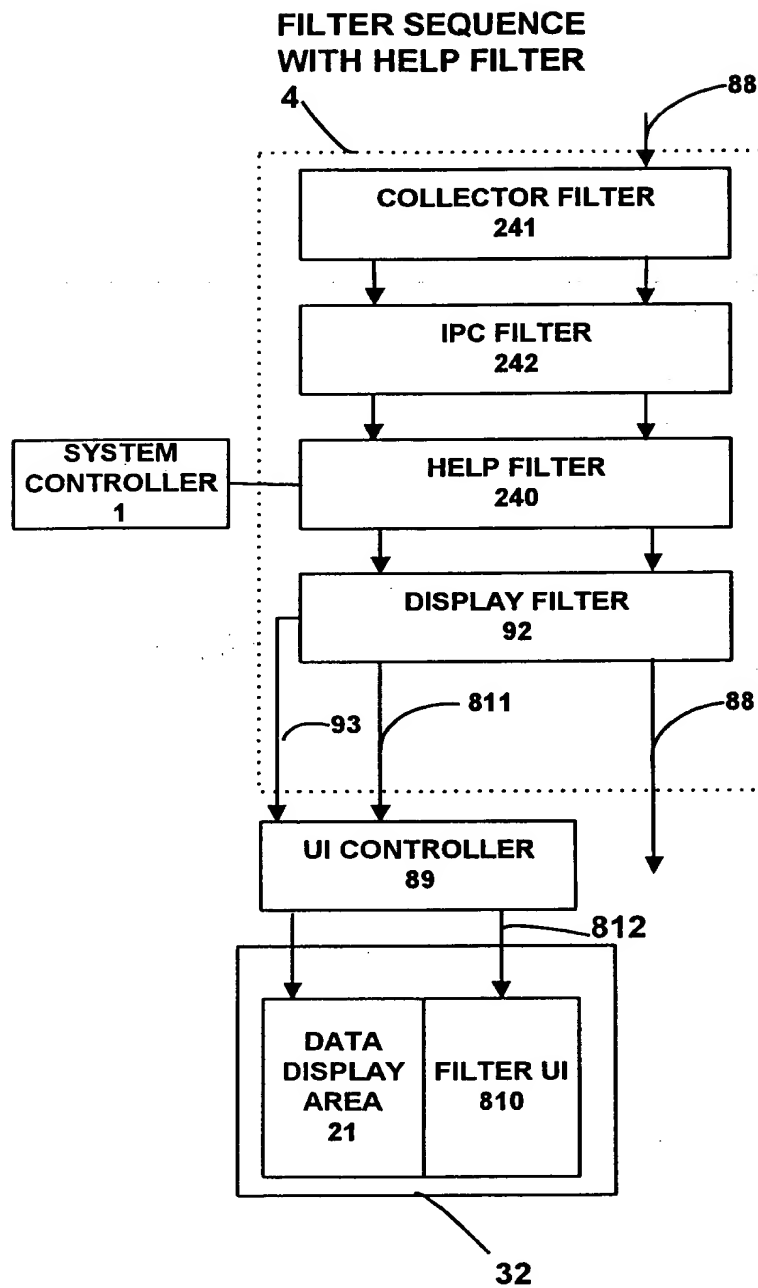 FILTER SEQUENCE
WITH HELP FILTER
4
88
COLLECTOR FILTER
241
IPC FILTER
242
SYSTEM
CONTROLLER
1
HELP FILTER
240
DISPLAY FILTER
92
93
811
88
UI CONTROLLER
89
812
DATA
DISPLAY
AREA
21
FILTER UI
810
32